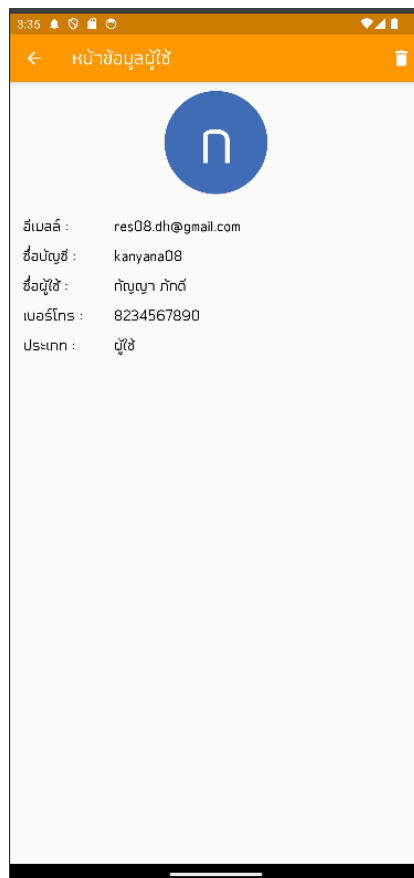 3:35
หน้าข้อมูลผู้ใช้
ก
อีเมลล์ : res08.dh@gmail.com
ชื่อบัญชี : kanyana08
ชื่อผู้ใช้ : กัญญา ภักดี
เบอร์โทร : 8234567890
ประเภท : ผู้ใช้